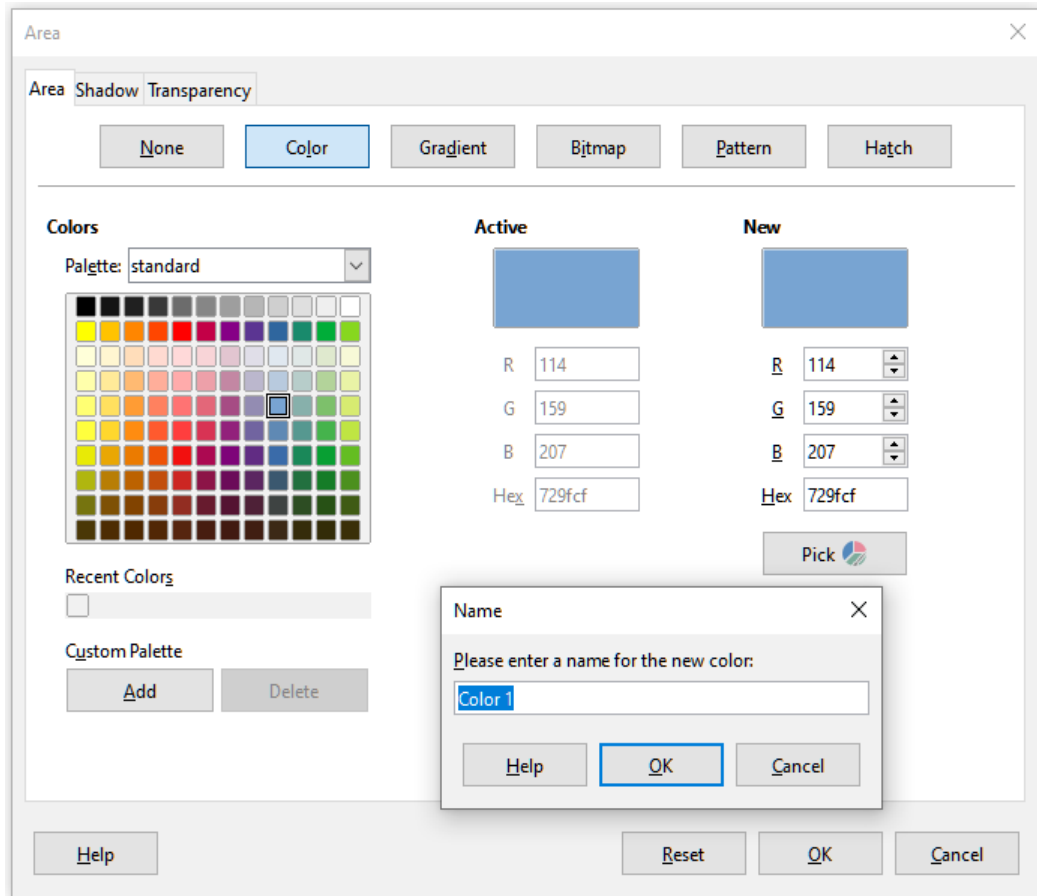 Area
Area Shadow Transparency
None Color Gradient Bitmap Pattern Hatch
Colors
Palette: standard
Recent Colors
Custom Palette
Add Delete
Active
R 114
G 159
B 207
Hex 729fcf
New
R 114
G 159
B 207
Hex 729fcf
Pick
Name
Please enter a name for the new color:
Color 1
Help OK Cancel
Help Reset OK Cancel